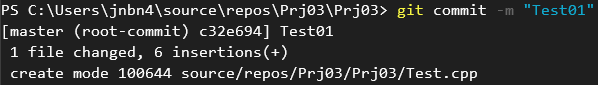 PS C:\Users\jnbn4\source\repos\Prj03\Prj03> git commit -m "Test01"
[master (root-commit) c32e694] Test01
 1 file changed, 6 insertions(+)
 create mode 100644 source/repos/Prj03/Prj03/Test.cpp